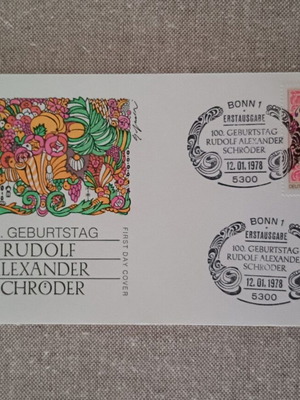 . GEBURTSTAG
RUDOLF
ALEXANDER
SCHRÖDER
FIRST DAY COVER
BONN 1
ERSTAUSGABE
100. GEBURTSTAG
RUDOLF ALEXANDER
SCHRÖDER
12.01.1978
5300
BONN 1
ERSTAUSGABE
100. GEBURTSTAG
RUDOLF ALEXANDER
SCHRÖDER
12.01.1978
5300